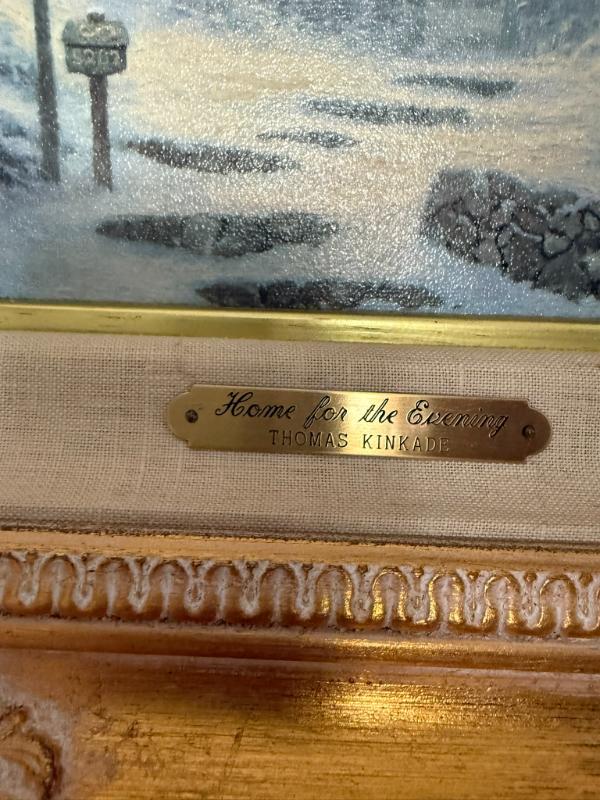 Home for the Evening
THOMAS KINKADE